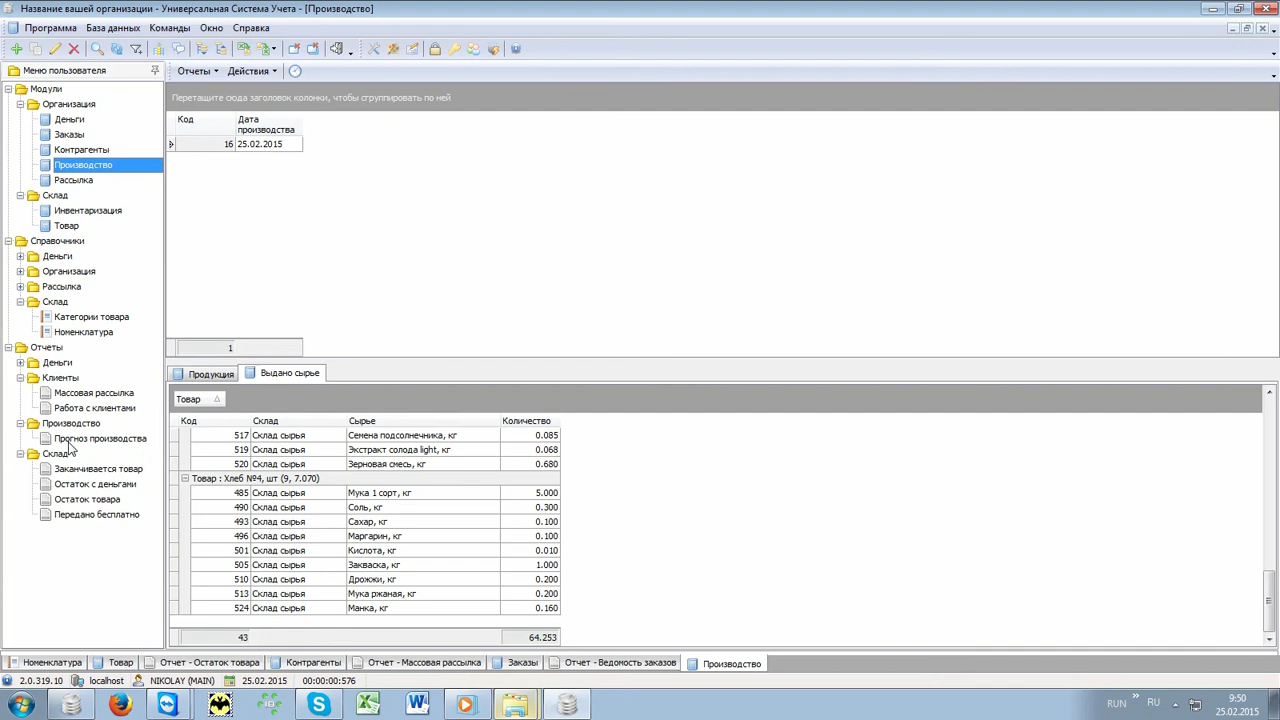 Название вашей организации - Универсальная Система Учета - [Производство]
Программа База данных Команды Окно Справка
Меню пользователя
Отчеты Действия
Модули
Организация
Деньги
Заказы
Контрагенты
Производство
Рассылка
Склад
Инвентаризация
Товар
Справочники
Деньги
Организация
Рассылка
Склад
Категории товара
Номенклатура
Отчеты
Деньги
Клиенты
Массовая рассылка
Работа с клиентами
Производство
Прогноз производства
Склад
Заканчивается товар
Остаток с деньгами
Остаток товара
Передано бесплатно
Перетащите сюда заголовок колонки, чтобы сгруппировать по ней
Код Дата производства
16 25.02.2015
1
Продукция Выдано сырье
Товар
Код Склад Сырье Количество
517 Склад сырья Семена подсолнечника, кг 0.085
519 Склад сырья Экстракт солода light, кг 0.068
520 Склад сырья Зерновая смесь, кг 0.680
Товар : Хлеб №4, шт (9, 7.070)
485 Склад сырья Мука 1 сорт, кг 5.000
490 Склад сырья Соль, кг 0.300
493 Склад сырья Сахар, кг 0.100
496 Склад сырья Маргарин, кг 0.100
501 Склад сырья Кислота, кг 0.010
505 Склад сырья Закваска, кг 1.000
510 Склад сырья Дрожжи, кг 0.200
513 Склад сырья Мука ржаная, кг 0.200
524 Склад сырья Манка, кг 0.160
43 64.253
Номенклатура Товар Отчет - Остаток товара Контрагенты Отчет - Массовая рассылка Заказы Отчет - Ведомость заказов Производство
2.0.319.10 localhost NIKOLAY (MAIN) 25.02.2015 00:00:00:576
RUN RU 9:50
25.02.2015